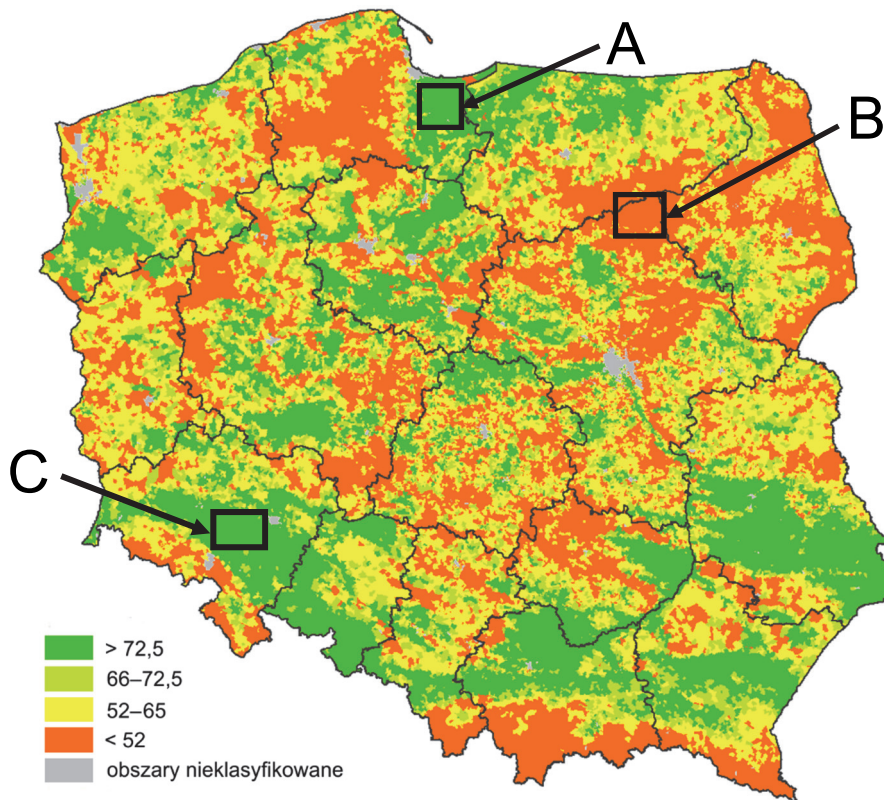 A
B
C
> 72,5
66–72,5
52–65
< 52
obszary nieklasyfikowane